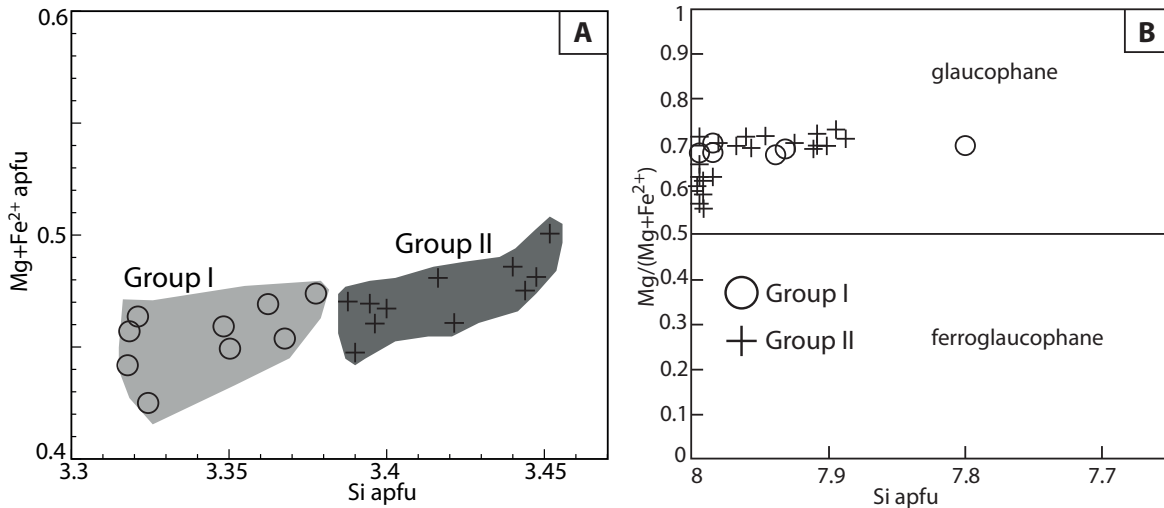 A
0.6
0.5
0.4
Mg+Fe²⁺ apfu
Group I
Group II
3.3
3.35
3.4
3.45
Si apfu
B
1
0.9
0.8
0.7
0.6
0.5
0.4
0.3
0.2
0.1
0
Mg/(Mg+Fe²⁺)
glaucophane
Group I
Group II
ferroglaucophane
8
7.9
7.8
7.7
Si apfu